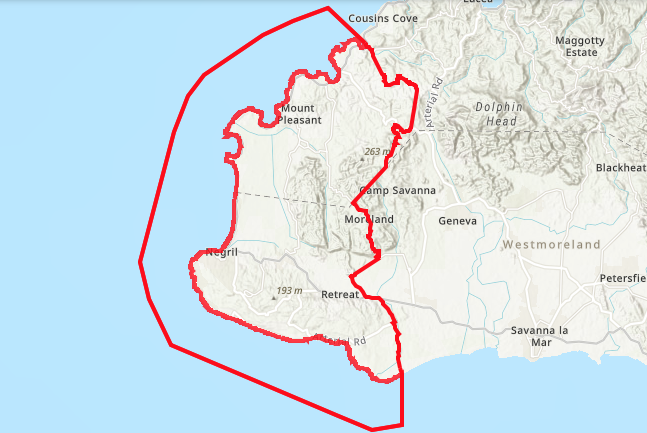 Lucea
Cousins Cove
Maggotty
Estate
Arterial Rd
Dolphin
Head
Mount
Pleasant
263 m
Blackheat
Camp Savanna
Moreland
Geneva
Westmoreland
Negril
Petersfie
193 m
Retreat
Savanna la
Mar
Rd